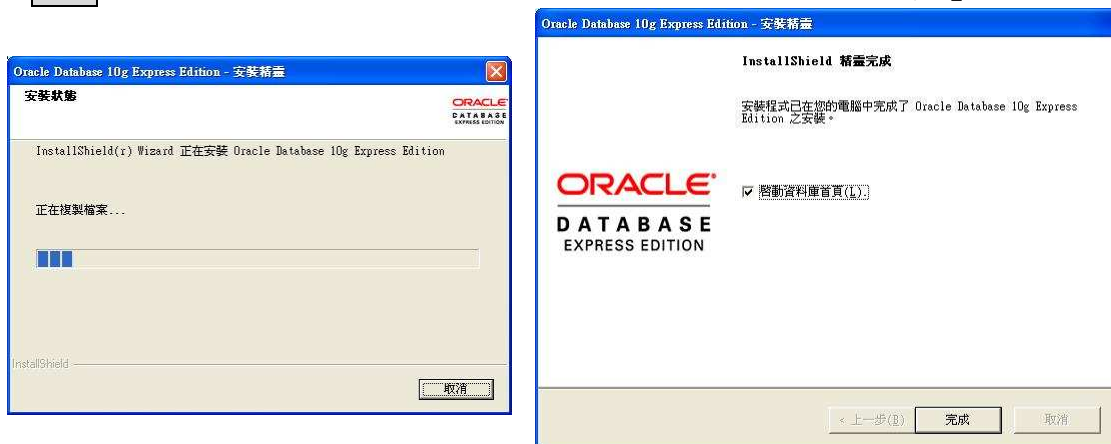 Oracle Database 10g Express Edition - 安裝精靈
安裝狀態
ORACLE
DATABASE
EXPRESS EDITION
InstallShield(r) Wizard 正在安裝 Oracle Database 10g Express Edition
正在複製檔案...
InstallShield
取消
Oracle Database 10g Express Edition - 安裝精靈
InstallShield 精靈完成
安裝程式已在您的電腦中完成了 Oracle Database 10g Express
Edition 之安裝。
ORACLE
DATABASE
EXPRESS EDITION
啟動資料庫首頁(L).
< 上一步(B)
完成
取消